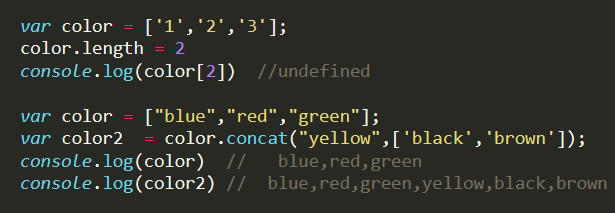 var color = ['1','2','3'];
color.length = 2
console.log(color[2])  //undefined
var color = ["blue","red","green"];
var color2  = color.concat("yellow",['black','brown']);
console.log(color)  //   blue,red,green
console.log(color2) //  blue,red,green,yellow,black,brown